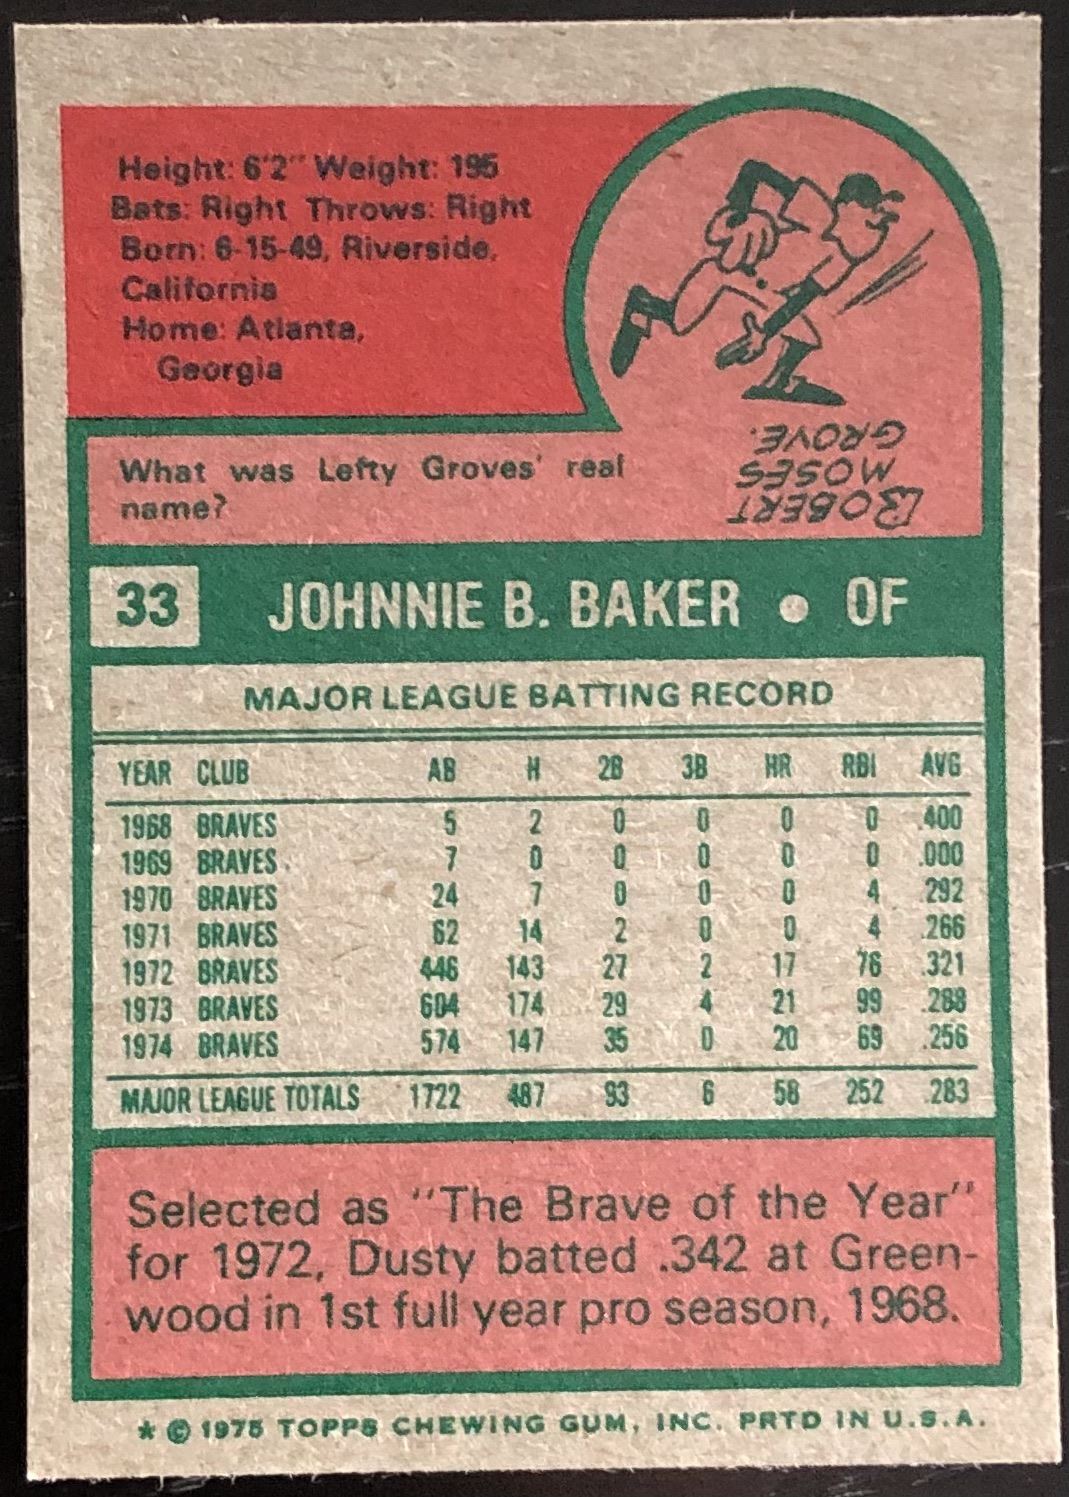 Height: 6'2" Weight: 195
Bats: Right Throws: Right
Born: 6-15-49, Riverside,
California
Home: Atlanta,
Georgia
What was Lefty Groves' real
name?
ROBERT
MOSES
GROVE.
33 JOHNNIE B. BAKER • OF
MAJOR LEAGUE BATTING RECORD
YEAR CLUB AB H 2B 3B HR RBI AVG
1968 BRAVES 5 2 0 0 0 0 .400
1969 BRAVES 7 0 0 0 0 0 .000
1970 BRAVES 24 7 0 0 0 4 .292
1971 BRAVES 62 14 2 0 0 4 .266
1972 BRAVES 446 143 27 2 17 76 .321
1973 BRAVES 604 174 29 4 21 99 .288
1974 BRAVES 574 147 35 0 20 69 .256
MAJOR LEAGUE TOTALS 1722 487 93 6 58 252 .283
Selected as "The Brave of the Year"
for 1972, Dusty batted .342 at Green-
wood in 1st full year pro season, 1968.
* © 1975 TOPPS CHEWING GUM, INC. PRTD IN U.S.A.